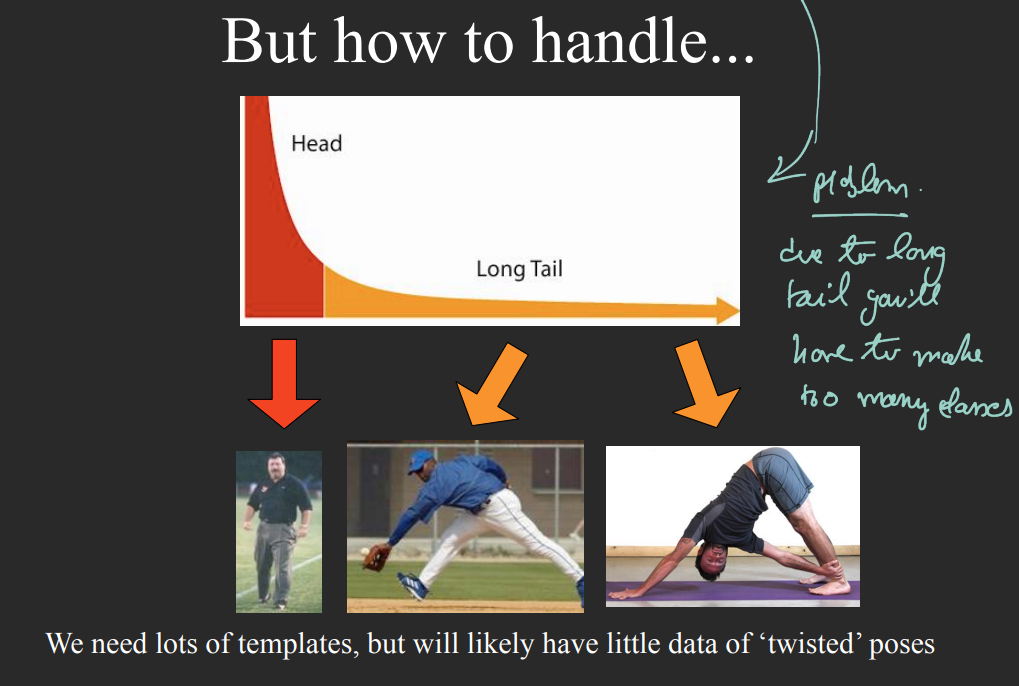 But how to handle...
Head
Long Tail
problem.
due to long
tail you'll
have to make
too many classes
We need lots of templates, but will likely have little data of ‘twisted’ poses